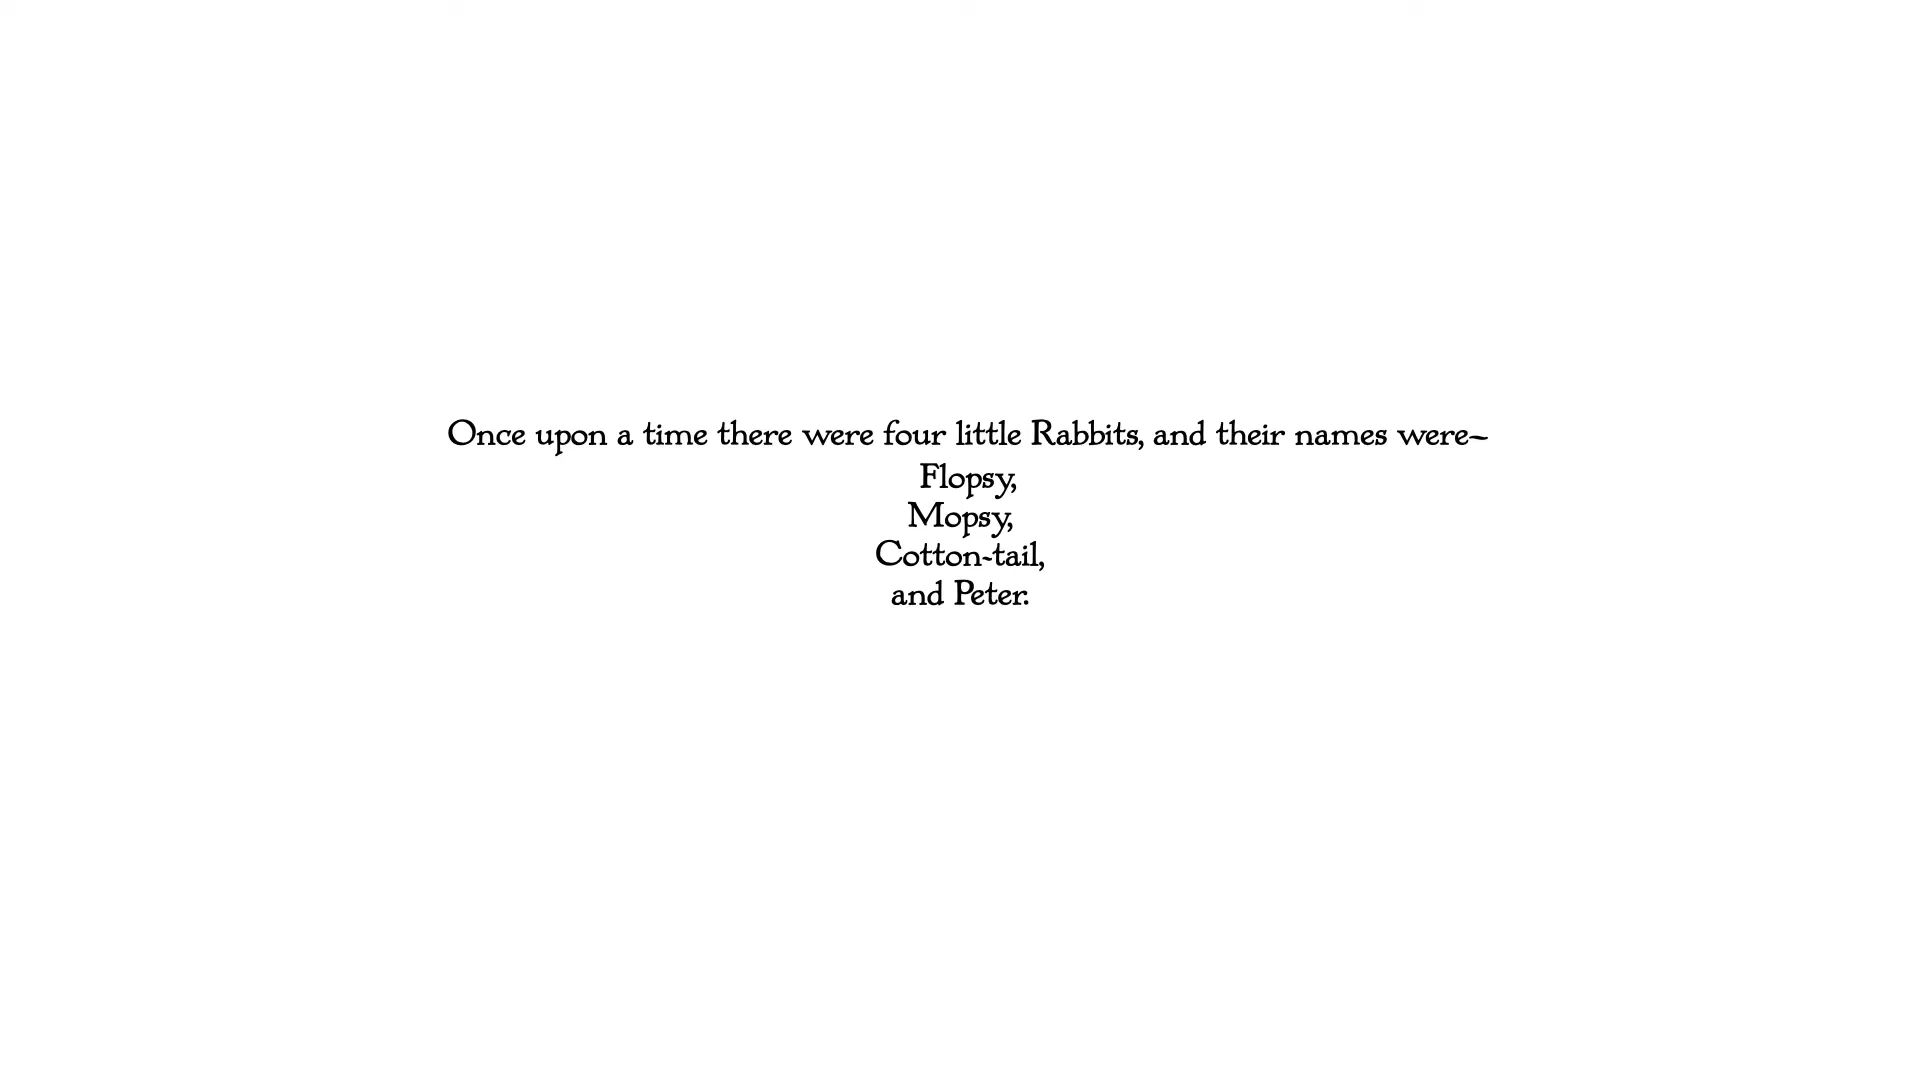 Once upon a time there were four little Rabbits, and their names were–
Flopsy,
Mopsy,
Cotton-tail,
and Peter.